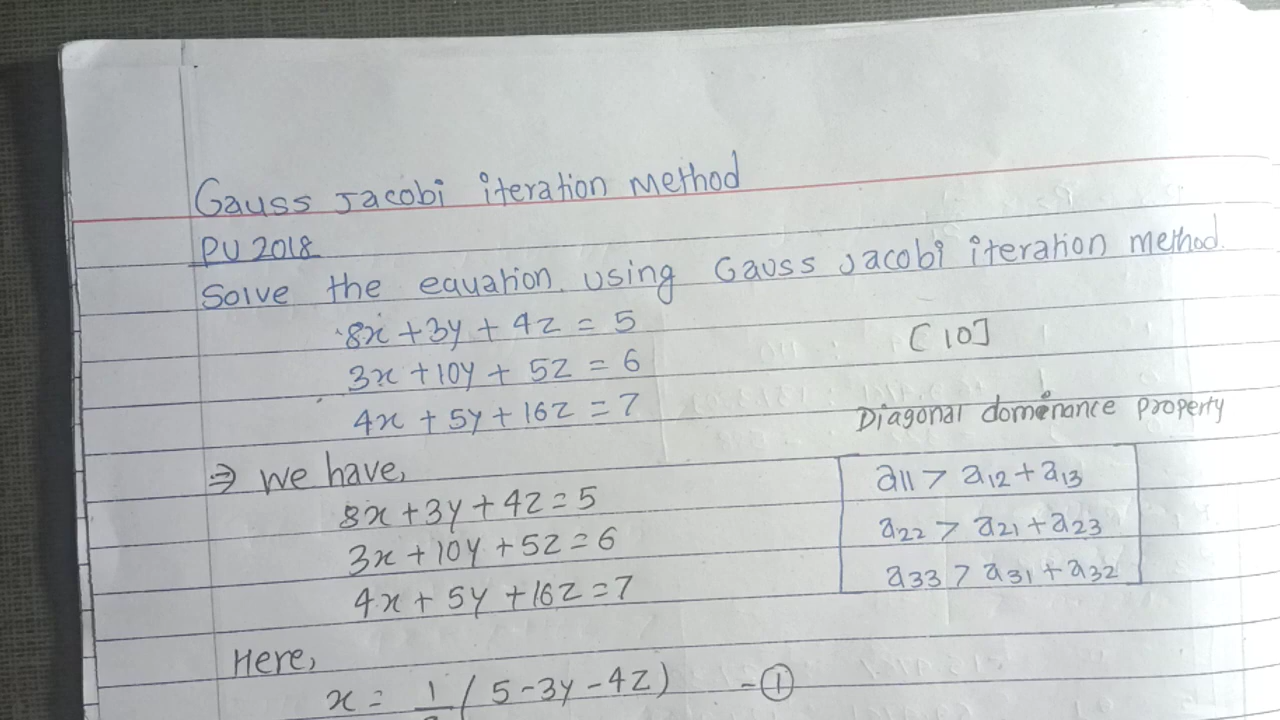 Gauss Jacobi iteration Method
PU 2018
Solve the equation using Gauss Jacobi iteration method.
8x + 3y + 4z = 5
[10]
3x + 10y + 5z = 6
4x + 5y + 16z = 7
Diagonal dominance property
⇒ We have,
a11 > a12 + a13
8x + 3y + 4z = 5
a22 > a21 + a23
3x + 10y + 5z = 6
a33 > a31 + a32
4x + 5y + 16z = 7
Here,
x = 1/ ( 5 - 3y - 4z) - ①